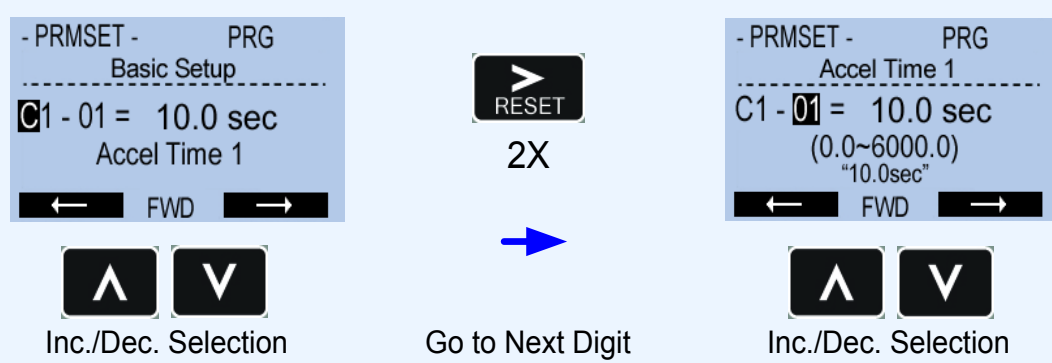 - PRMSET - PRG
Basic Setup
C1 - 01 = 10.0 sec
Accel Time 1
← FWD →
Inc./Dec. Selection
>
RESET
2X
Go to Next Digit
- PRMSET - PRG
Accel Time 1
C1 - 01 = 10.0 sec
(0.0~6000.0)
“10.0sec”
← FWD →
Inc./Dec. Selection